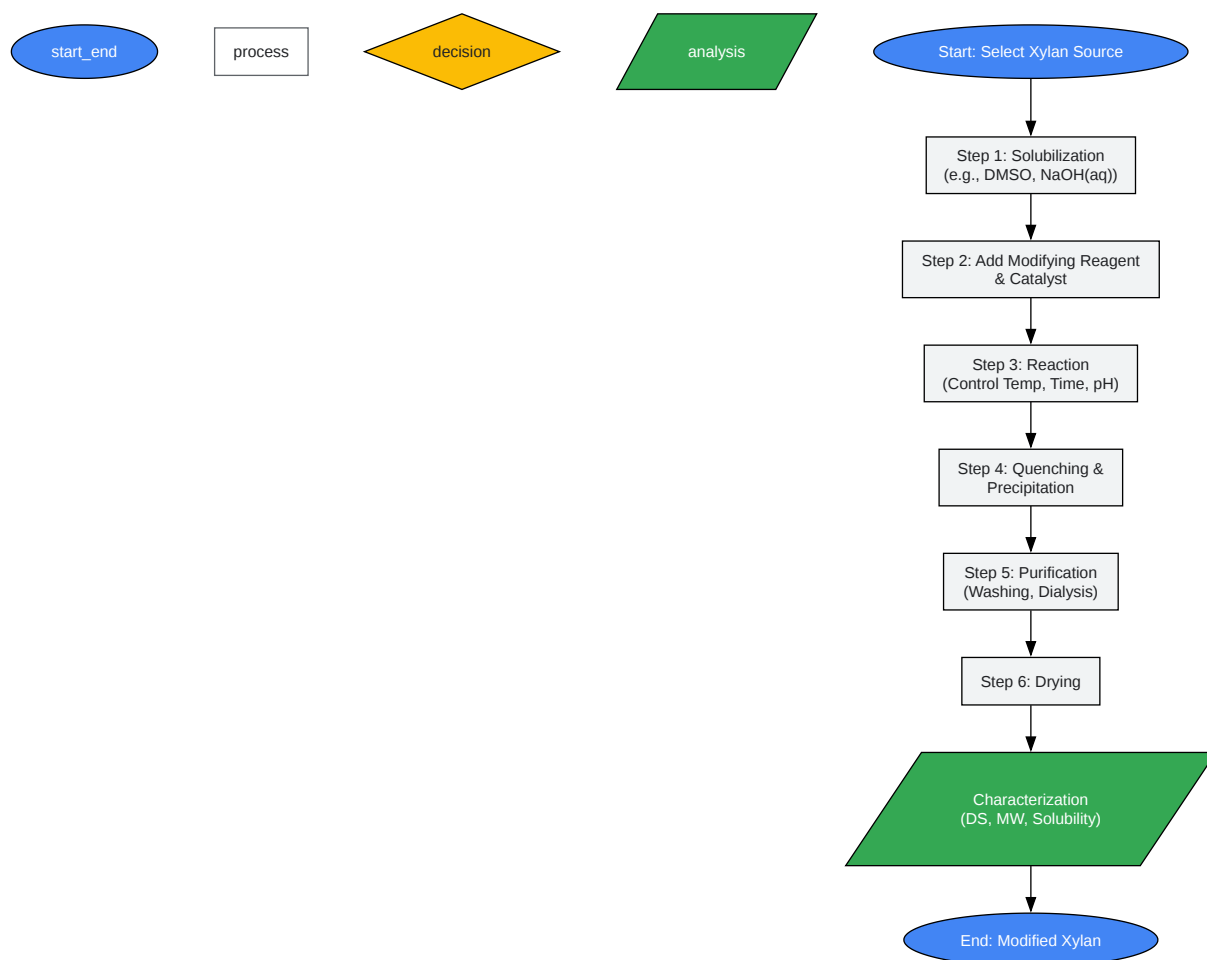 start_end
process
decision
analysis
Start: Select Xylan Source
Step 1: Solubilization
(e.g., DMSO, NaOH(aq))
Step 2: Add Modifying Reagent
& Catalyst
Step 3: Reaction
(Control Temp, Time, pH)
Step 4: Quenching &
Precipitation
Step 5: Purification
(Washing, Dialysis)
Step 6: Drying
Characterization
(DS, MW, Solubility)
End: Modified Xylan